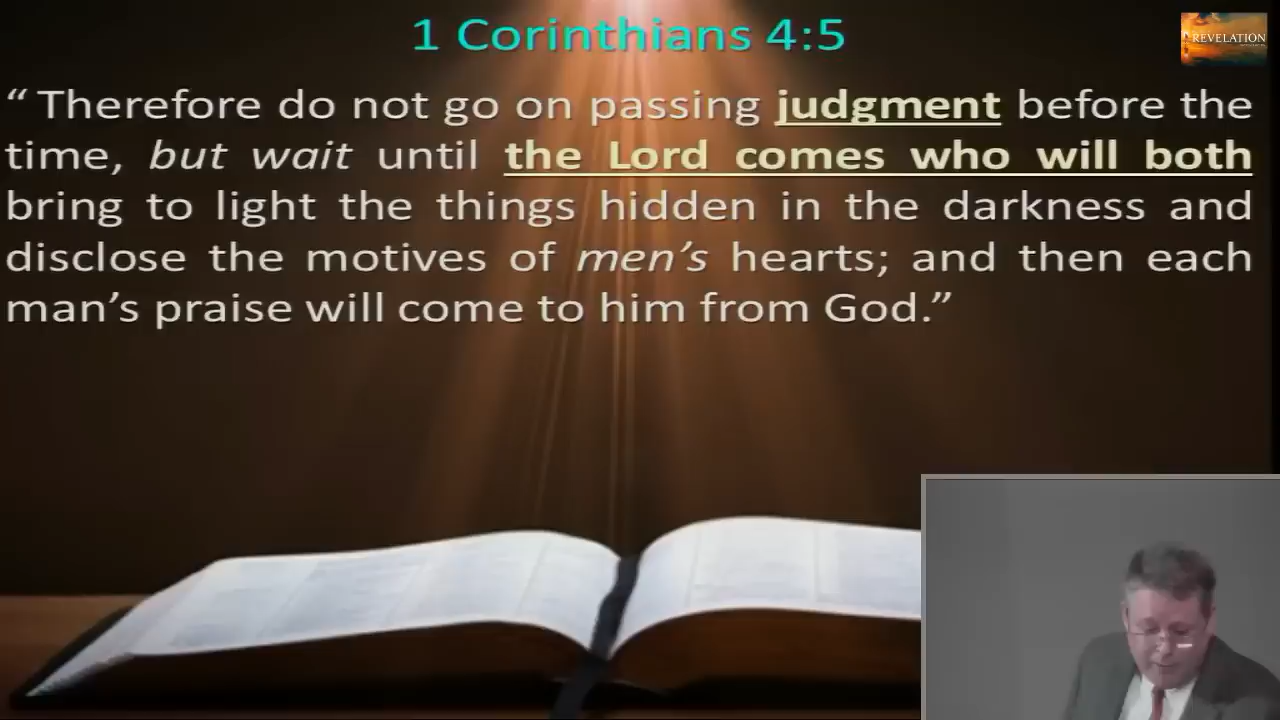 1 Corinthians 4:5
REVELATION
“ Therefore do not go on passing judgment before the
time, but wait until the Lord comes who will both
bring to light the things hidden in the darkness and
disclose the motives of men’s hearts; and then each
man’s praise will come to him from God.”